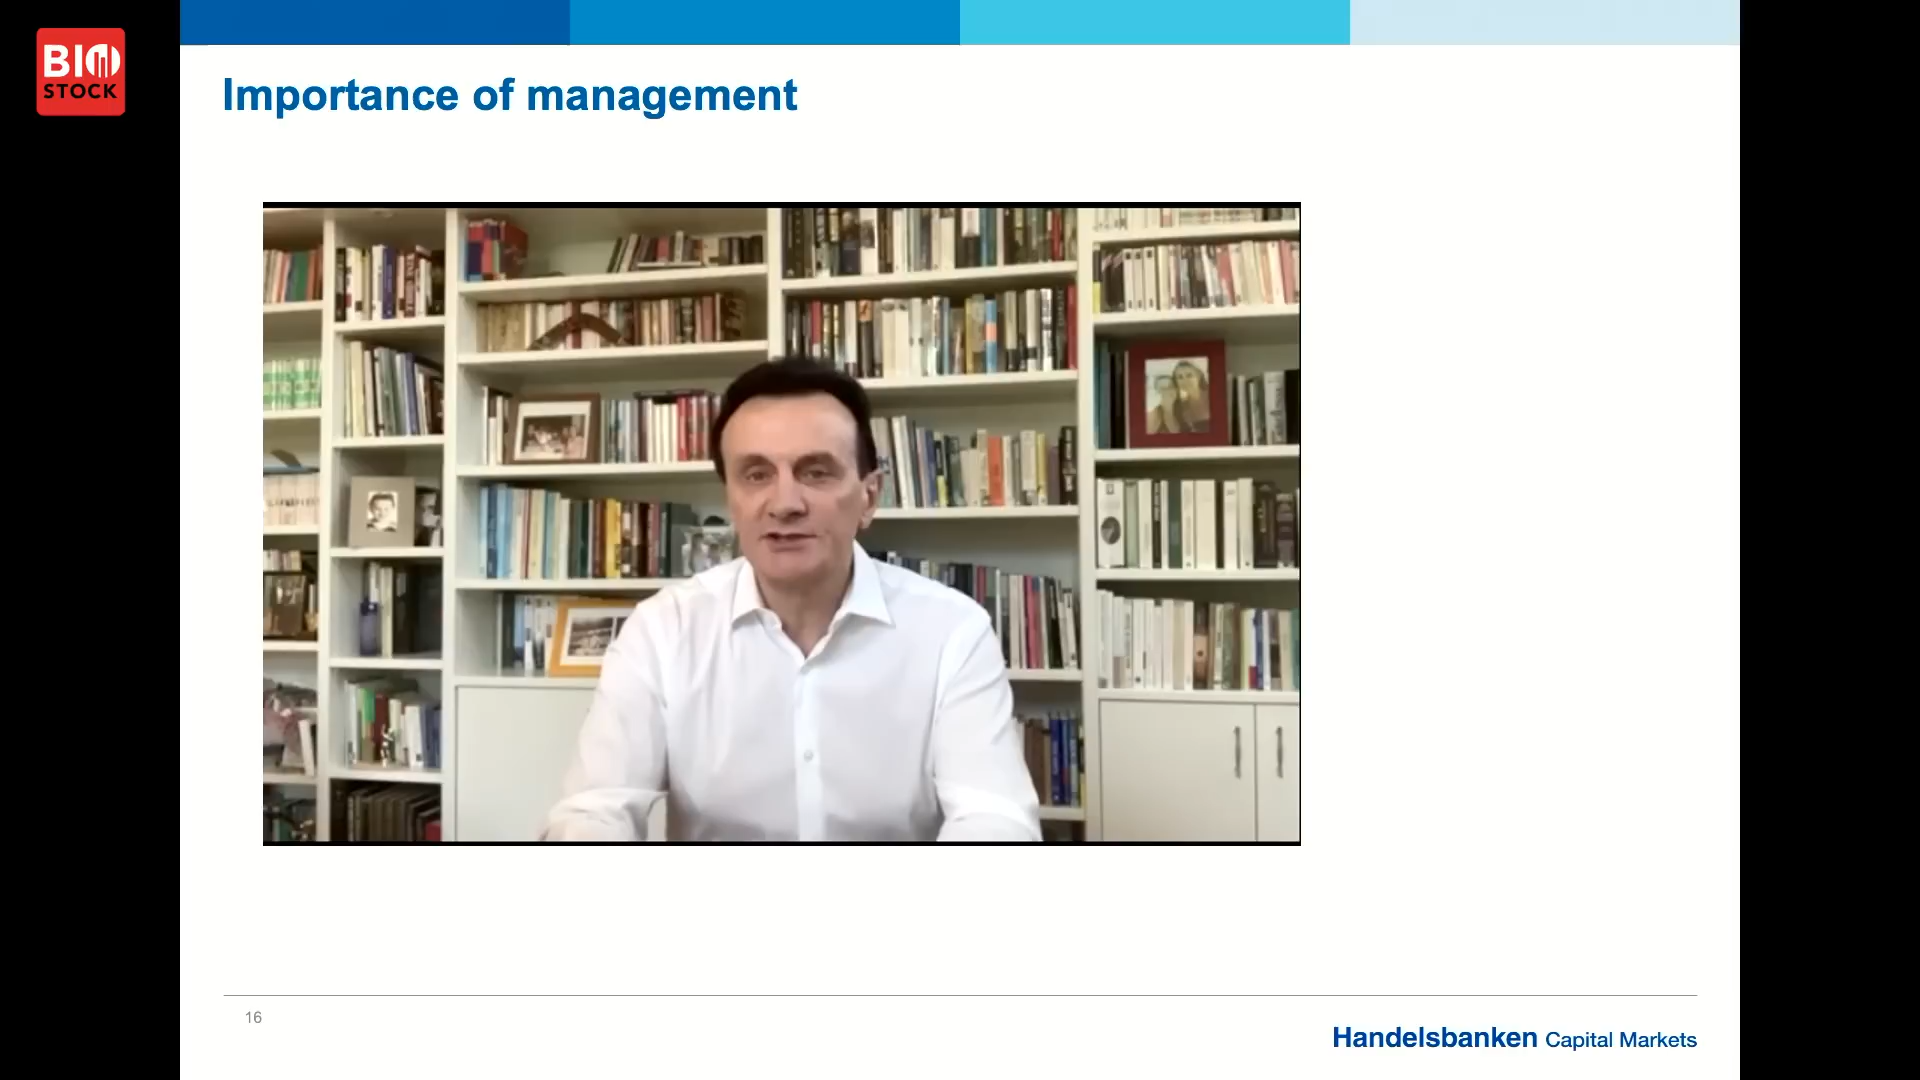 BIO
STOCK
Importance of management
16
Handelsbanken Capital Markets